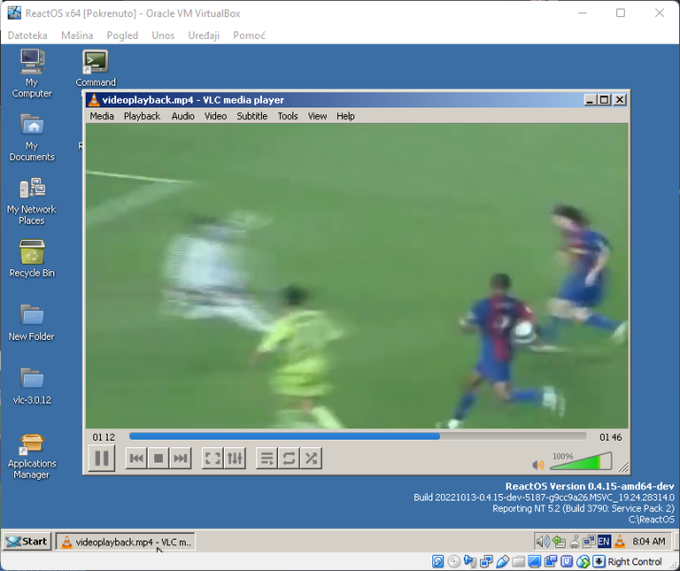 ReactOS x64 [Pokrenuto] - Oracle VM VirtualBox
Datoteka Mašina Pogled Unos Uređaji Pomoć
My Computer
Command
My Documents
My Network Places
Recycle Bin
New Folder
vlc-3.0.12
Applications Manager
videoplayback.mp4 - VLC media player
Media Playback Audio Video Subtitle Tools View Help
01 12
01 46
100%
ReactOS Version 0.4.15-amd64-dev
Build 20221013-0.4.15-dev-5187-g9cc9a26.MSVC_19.24.28314.0
Reporting NT 5.2 (Build 3790: Service Pack 2)
C:\ReactOS
Start
videoplayback.mp4 - VLC m...
EN
8:04 AM
Right Control